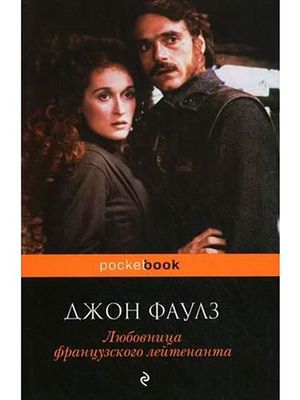 pocketbook
ДЖОН ФАУЛЗ
Любовница
французского лейтенанта